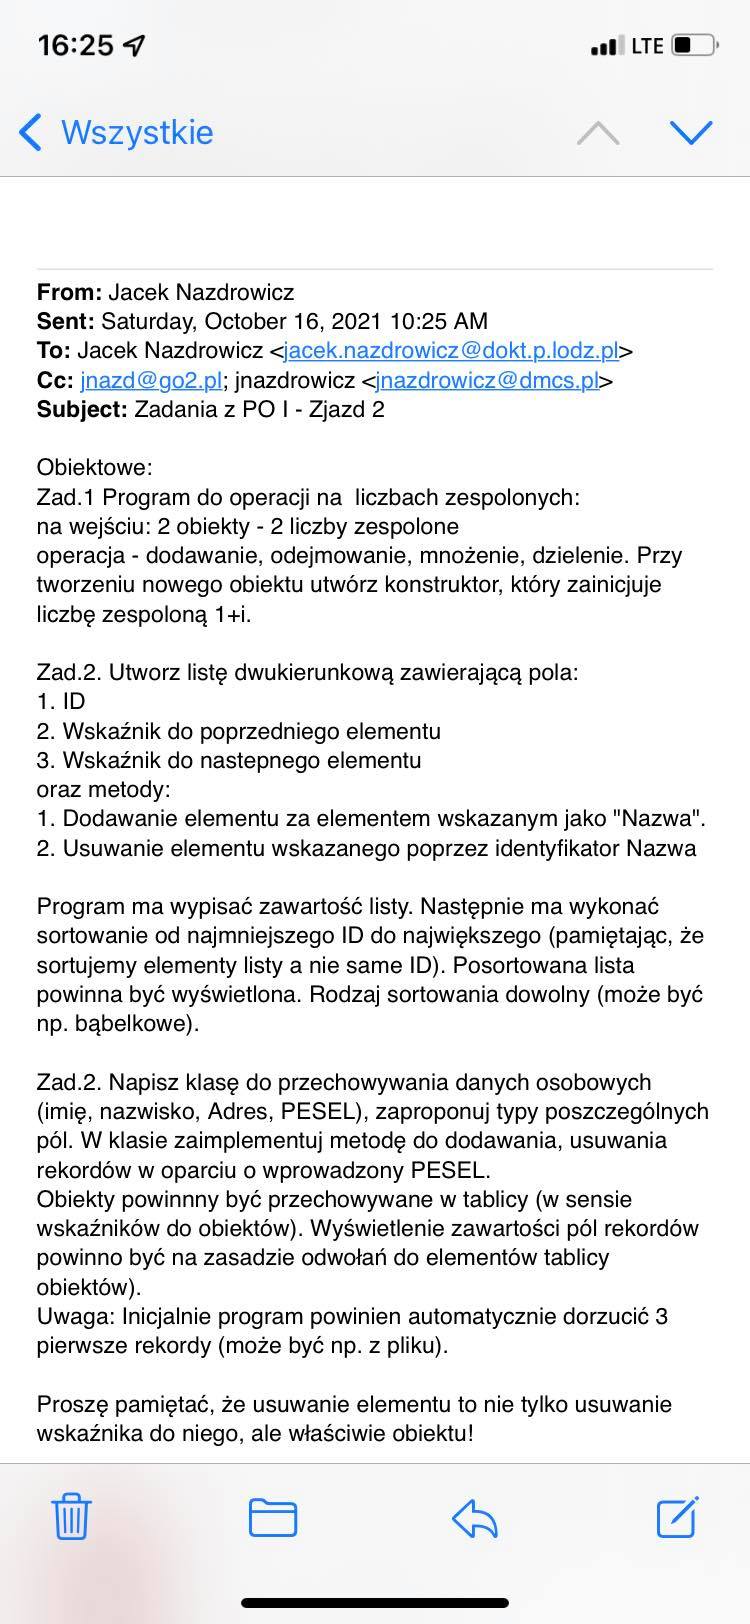 16:25
LTE
Wszystkie
From: Jacek Nazdrowicz
Sent: Saturday, October 16, 2021 10:25 AM
To: Jacek Nazdrowicz <jacek.nazdrowicz@dokt.p.lodz.pl>
Cc: jnazd@go2.pl; jnazdrowicz <jnazdrowicz@dmcs.pl>
Subject: Zadania z PO I - Zjazd 2
Obiektowe:
Zad.1 Program do operacji na  liczbach zespolonych:
na wejściu: 2 obiekty - 2 liczby zespolone
operacja - dodawanie, odejmowanie, mnożenie, dzielenie. Przy
tworzeniu nowego obiektu utwórz konstruktor, który zainicjuje
liczbę zespoloną 1+i.
Zad.2. Utworz listę dwukierunkową zawierającą pola:
1. ID
2. Wskaźnik do poprzedniego elementu
3. Wskaźnik do nastepnego elementu
oraz metody:
1. Dodawanie elementu za elementem wskazanym jako "Nazwa".
2. Usuwanie elementu wskazanego poprzez identyfikator Nazwa
Program ma wypisać zawartość listy. Następnie ma wykonać
sortowanie od najmniejszego ID do największego (pamiętając, że
sortujemy elementy listy a nie same ID). Posortowana lista
powinna być wyświetlona. Rodzaj sortowania dowolny (może być
np. bąbelkowe).
Zad.2. Napisz klasę do przechowywania danych osobowych
(imię, nazwisko, Adres, PESEL), zaproponuj typy poszczególnych
pól. W klasie zaimplementuj metodę do dodawania, usuwania
rekordów w oparciu o wprowadzony PESEL.
Obiekty powinnny być przechowywane w tablicy (w sensie
wskaźników do obiektów). Wyświetlenie zawartości pól rekordów
powinno być na zasadzie odwołań do elementów tablicy
obiektów).
Uwaga: Inicjalnie program powinien automatycznie dorzucić 3
pierwsze rekordy (może być np. z pliku).
Proszę pamiętać, że usuwanie elementu to nie tylko usuwanie
wskaźnika do niego, ale właściwie obiektu!